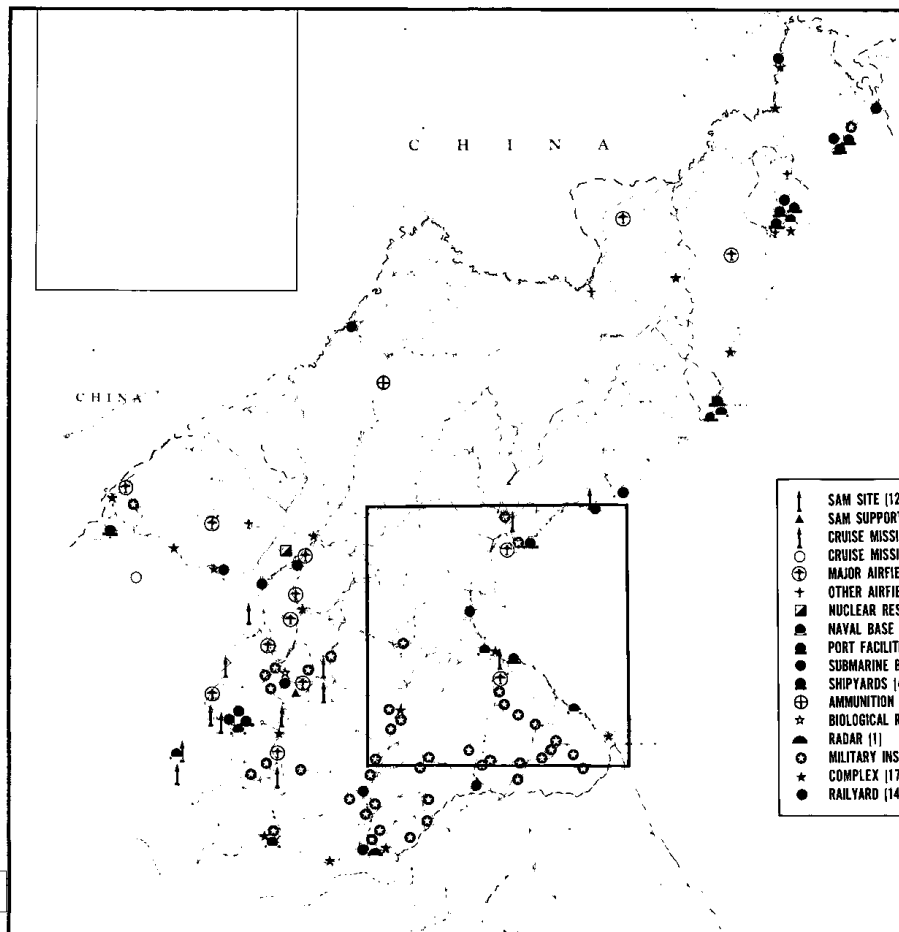 C H I N A
CHINA
SAM SITE [12
SAM SUPPORT
CRUISE MISSI
CRUISE MISSI
MAJOR AIRFIE
OTHER AIRFIE
NUCLEAR RES
NAVAL BASE
PORT FACILITI
SUBMARINE B
SHIPYARDS [
AMMUNITION
BIOLOGICAL R
RADAR [1]
MILITARY INS
COMPLEX [17
RAILYARD [14